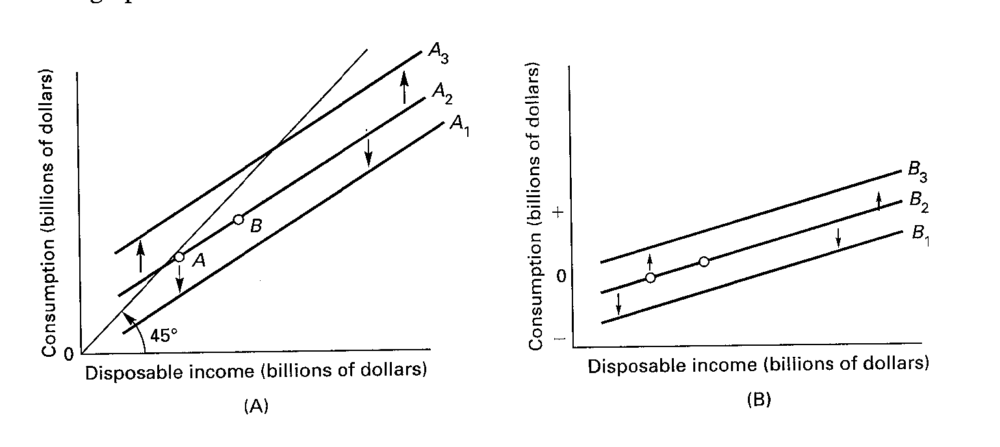 A3
A2
A1
B
A
45°
0
Consumption (billions of dollars)
Disposable income (billions of dollars)
(A)
B3
B2
B1
+
0
–
Consumption (billions of dollars)
Disposable income (billions of dollars)
(B)